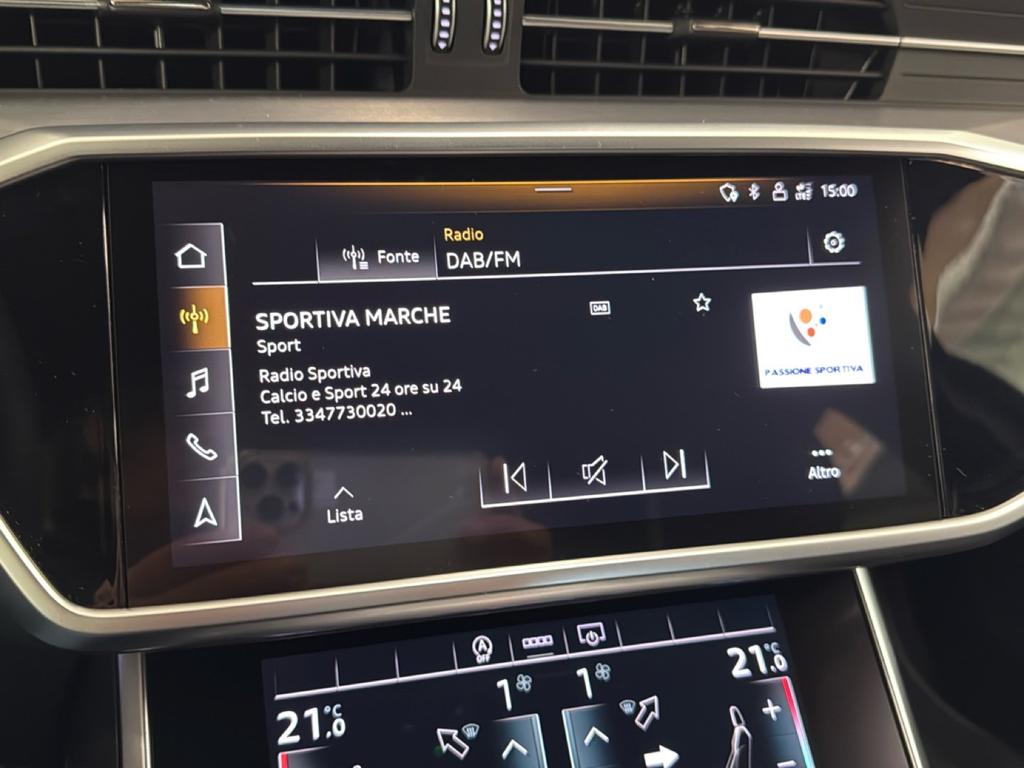 15:00
Radio
Fonte
DAB/FM
SPORTIVA MARCHE
DAB
Sport
Radio Sportiva
Calcio e Sport 24 ore su 24
Tel. 3347730020 ...
PASSIONE SPORTIVA
Lista
Altro
A
OFF
21.0 °C
1
1
21.0 °C